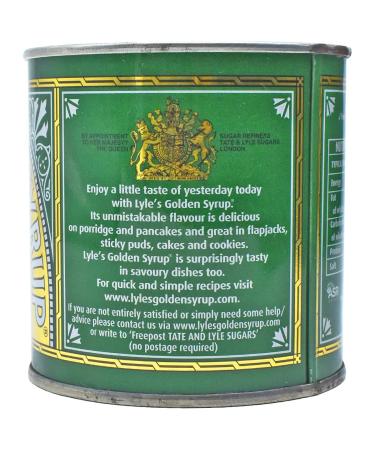 BY APPOINTMENT
TO HER MAJESTY
THE QUEEN
SUGAR REFINERS
TATE & LYLE SUGARS
LONDON
Enjoy a little taste of yesterday today
with Lyle's Golden Syrup.®
Its unmistakable flavour is delicious
on porridge and pancakes and great in flapjacks,
sticky puds, cakes and cookies.
Lyle's Golden Syrup® is surprisingly tasty
in savoury dishes too.
For quick and simple recipes visit
www.lylesgoldensyrup.com.
If you are not entirely satisfied or simply need some help/
advice please contact us via www.lylesgoldensyrup.com
or write to 'Freepost TATE AND LYLE SUGARS'
(no postage required)
Energy
Fat
Salt
ASR